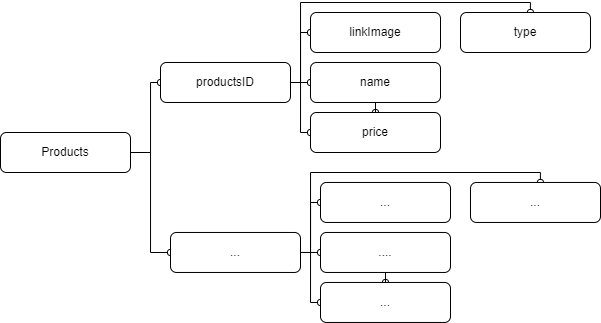 linkImage
type
productsID
name
price
Products
...
...
...
....
...